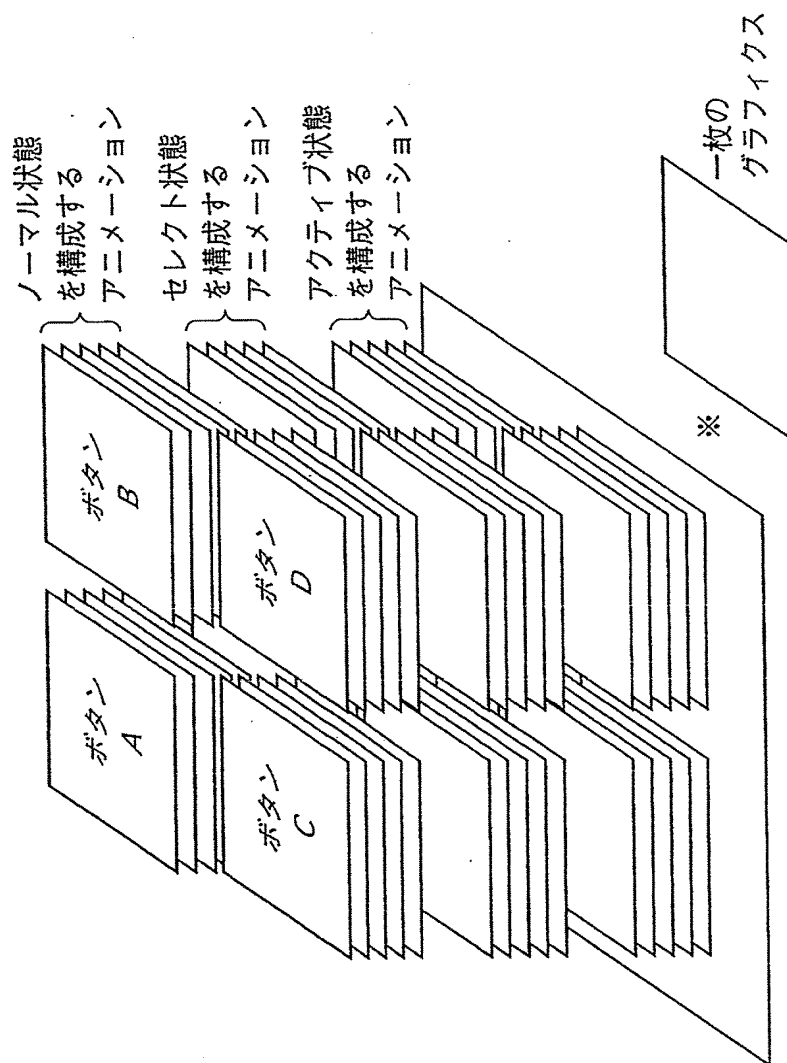 ノーマル状態
を構成する
アニメーション
セレクト状態
を構成する
アニメーション
アクティブ状態
を構成する
アニメーション
ボタン
A
ボタン
B
ボタン
C
ボタン
D
※
一枚の
グラフィクス